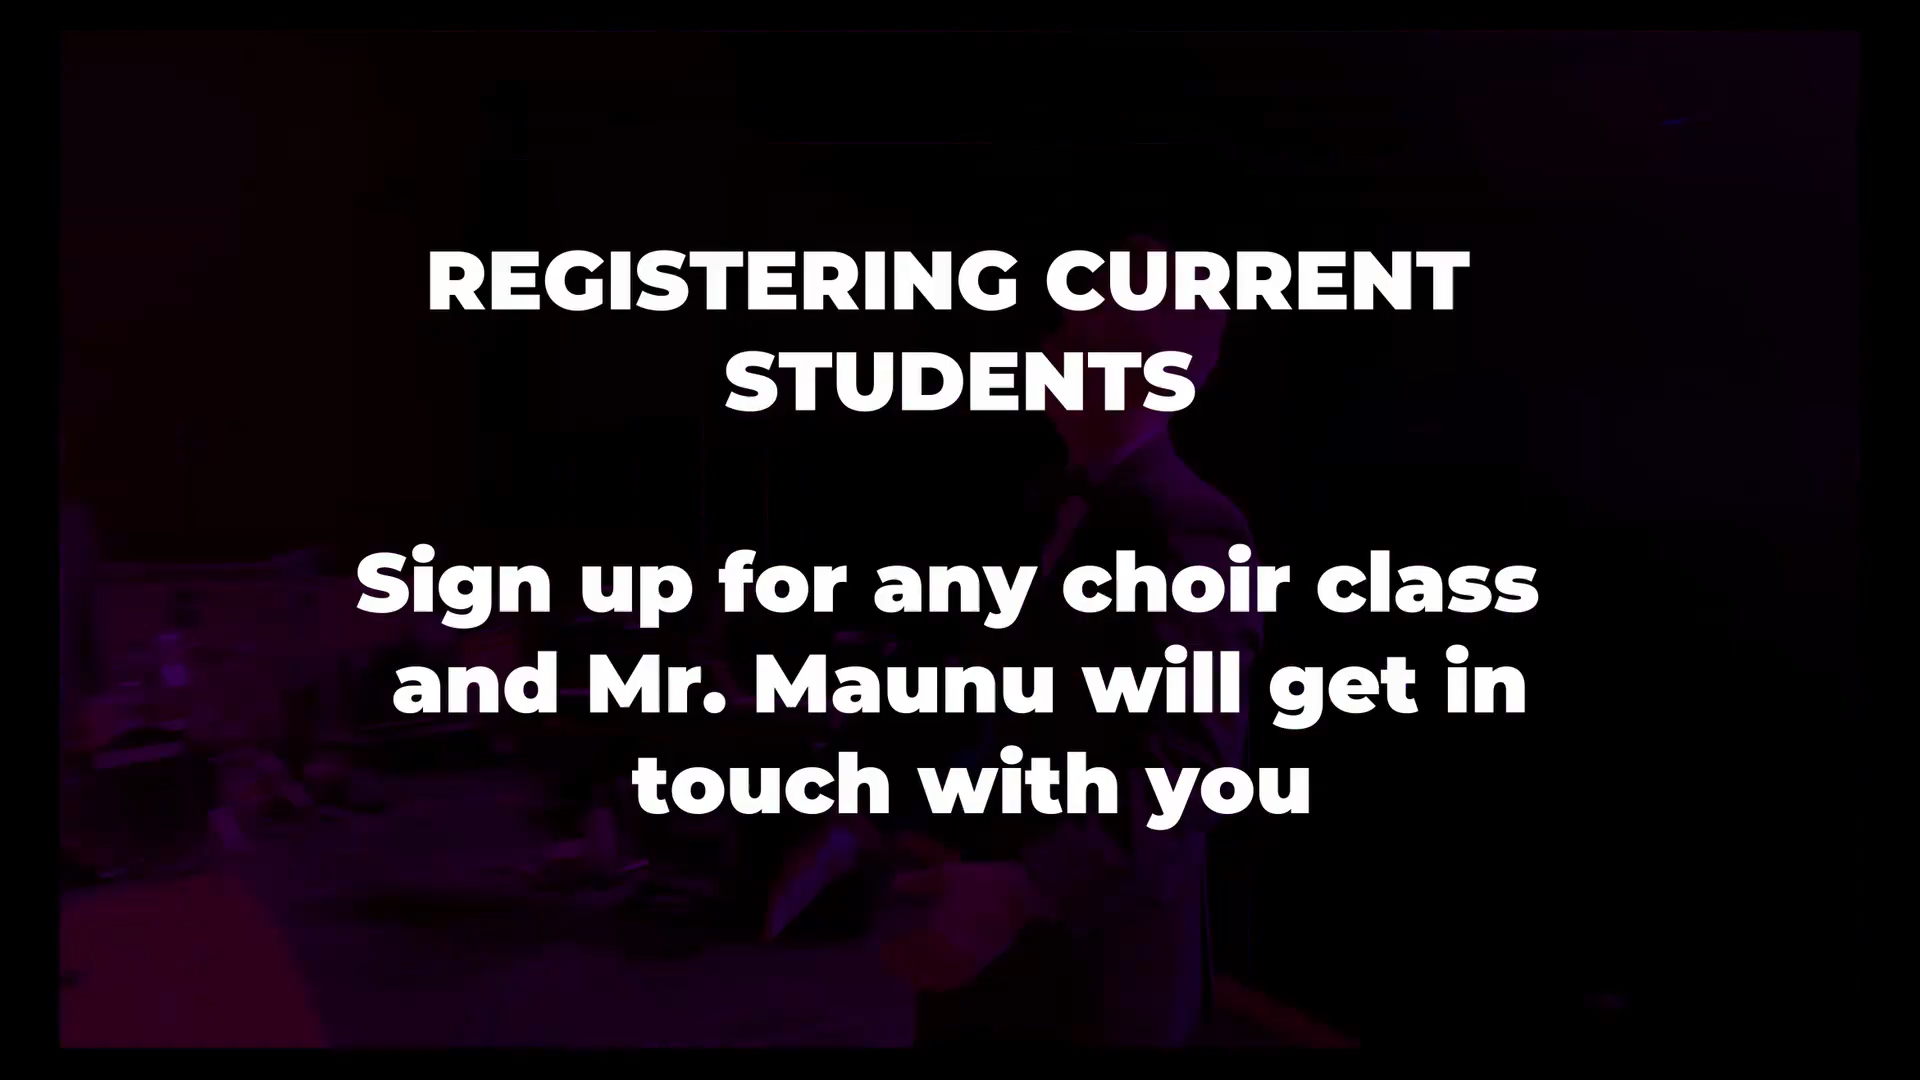 REGISTERING CURRENT
STUDENTS
Sign up for any choir class
and Mr. Maunu will get in
touch with you